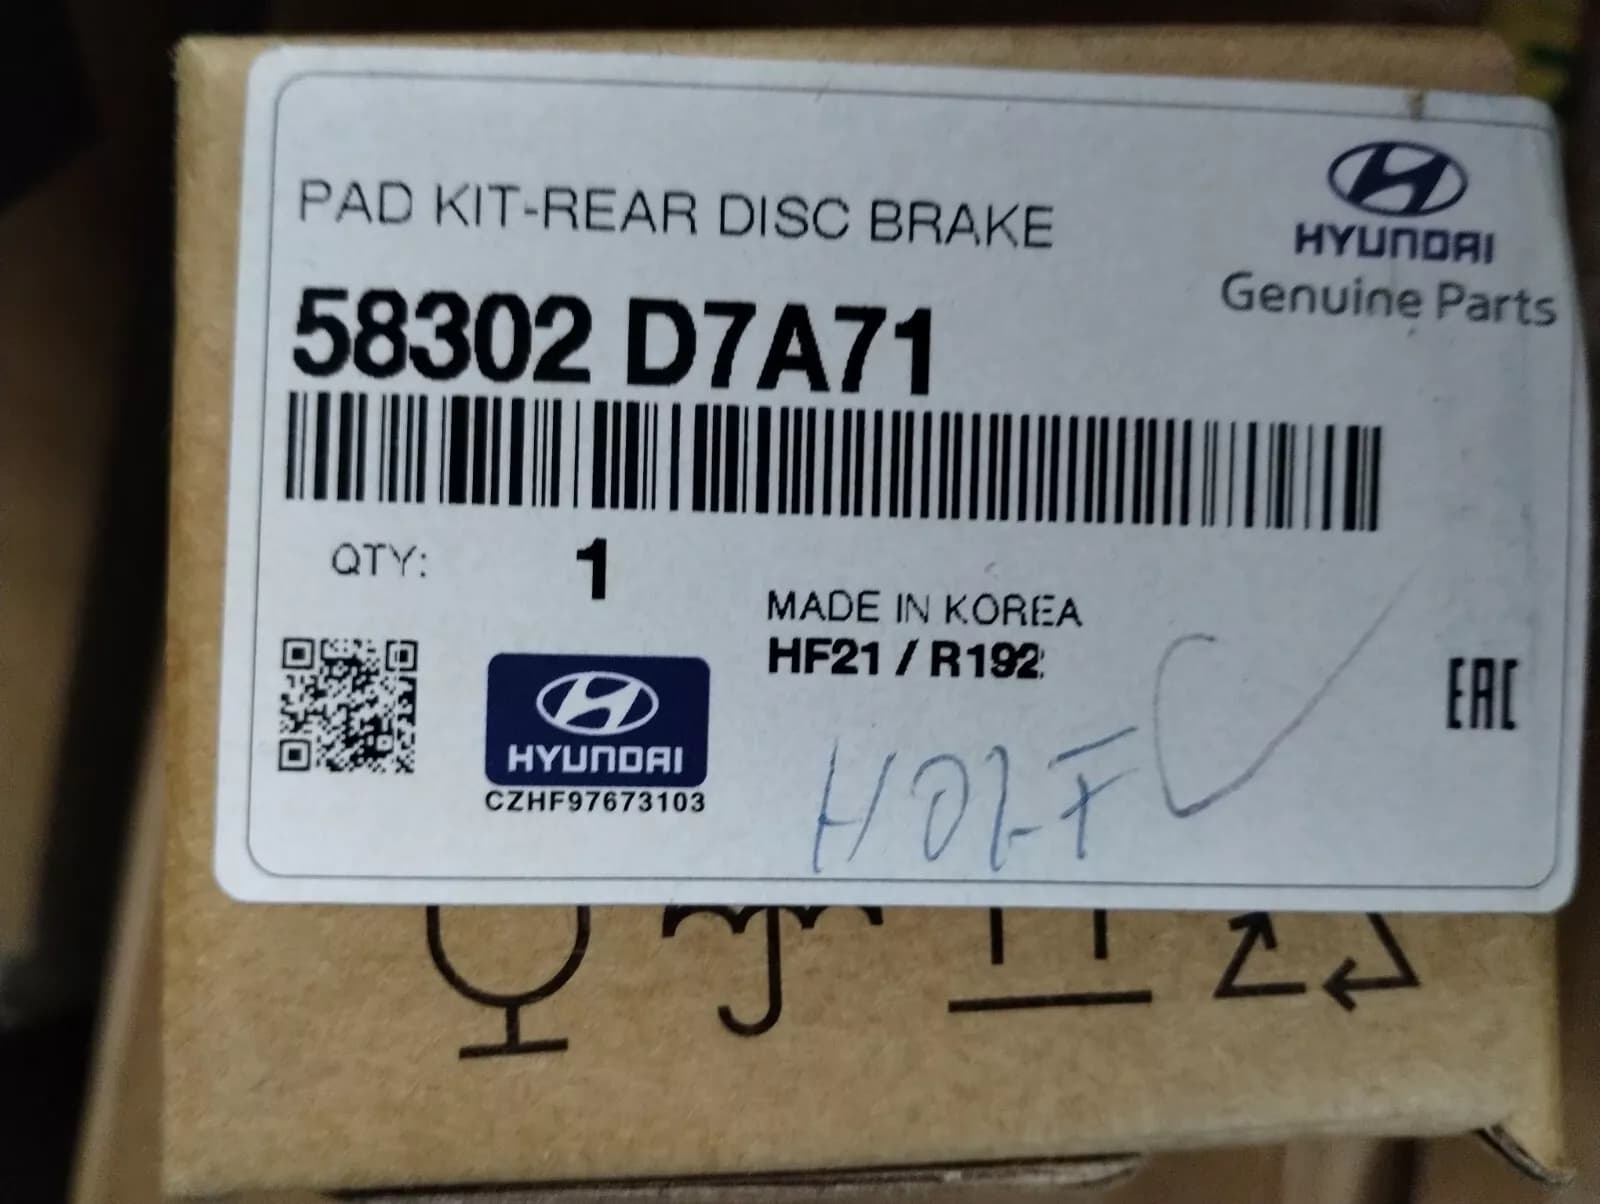 PAD KIT-REAR DISC BRAKE
HYUNDAI
Genuine Parts
58302 D7A71
QTY: 1
MADE IN KOREA
HF21 / R192
HYUNDAI
CZHF97673103
EAC